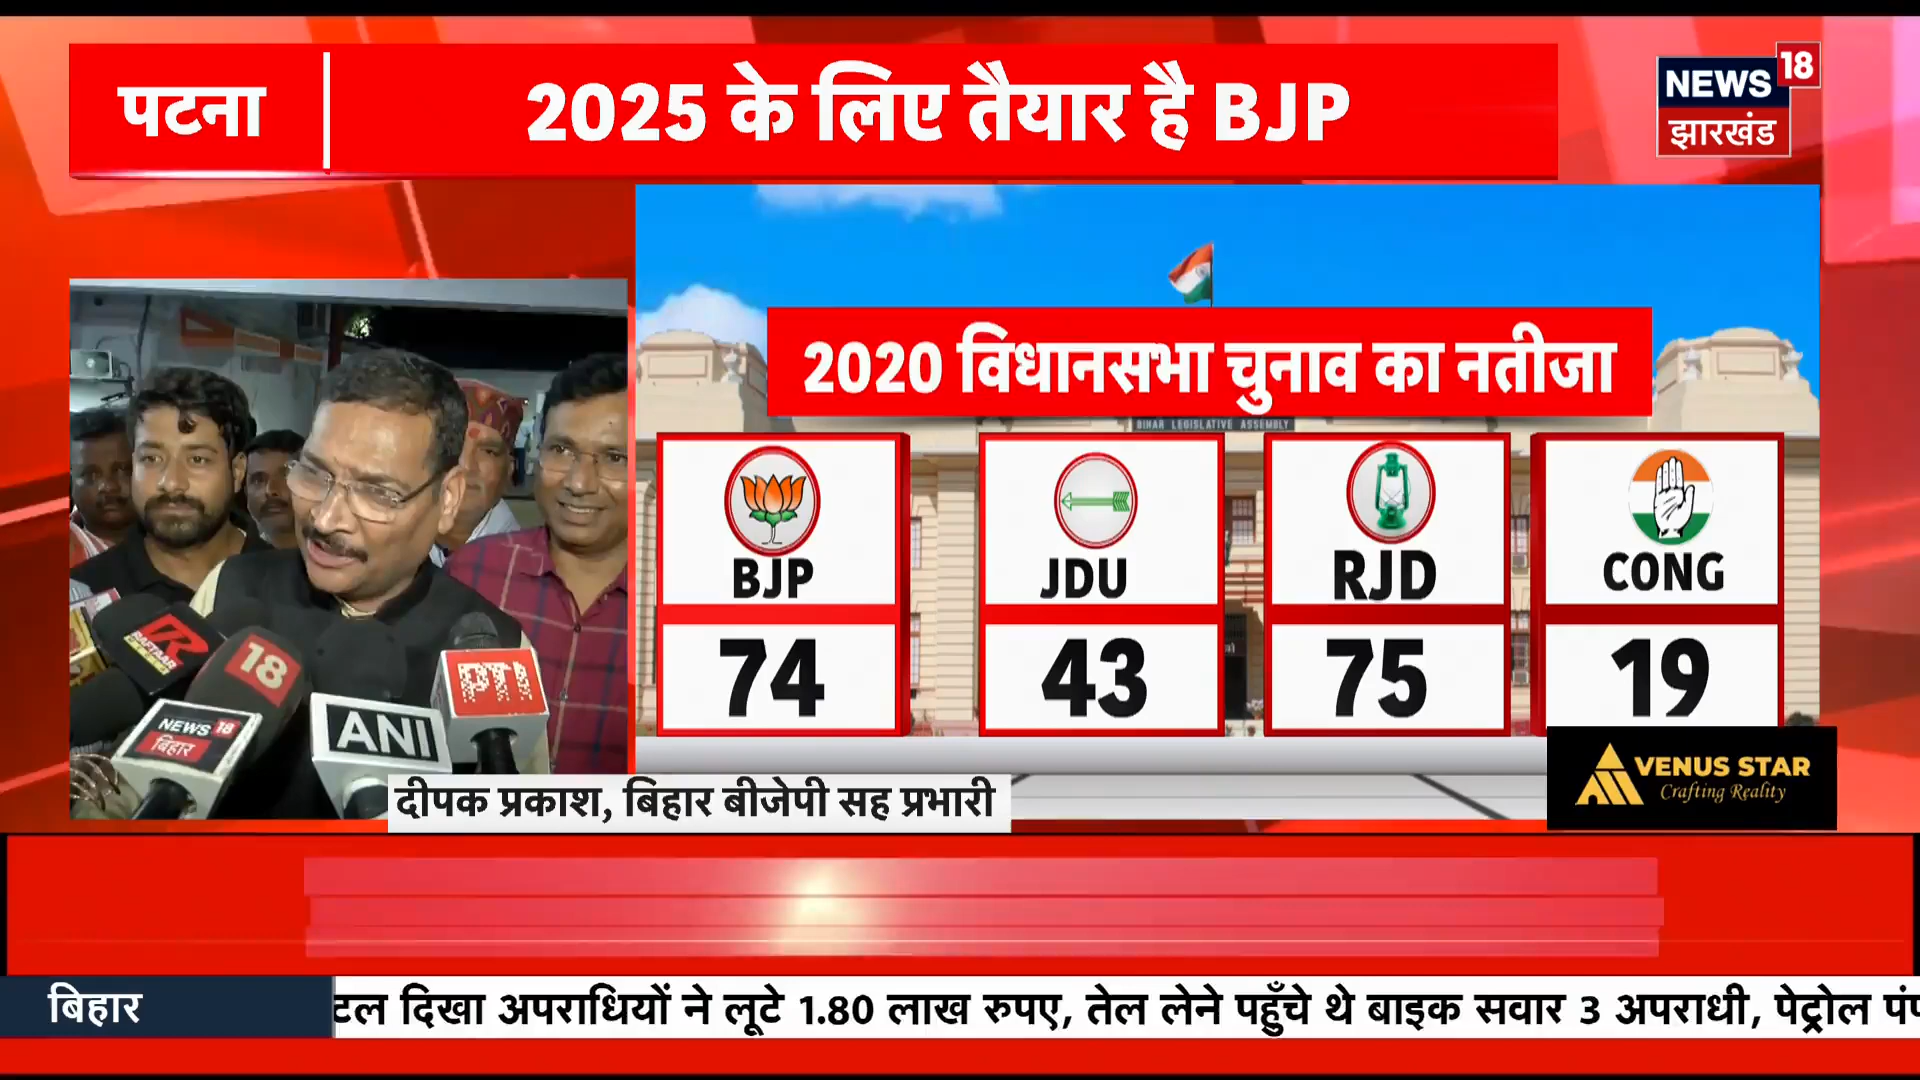 पटना
2025 के लिए तैयार है BJP
NEWS 18
झारखंड
2020 विधानसभा चुनाव का नतीजा
BIHAR LEGISLATIVE ASSEMBLY
BJP
JDU
RJD
CONG
74
43
75
19
RAFTAAR
18
NEWS 18
बिहार
ANI
PTI
VENUS STAR
Crafting Reality
दीपक प्रकाश, बिहार बीजेपी सह प्रभारी
बिहार
टल दिखा अपराधियों ने लूटे 1.80 लाख रुपए, तेल लेने पहुँचे थे बाइक सवार 3 अपराधी, पेट्रोल पंप